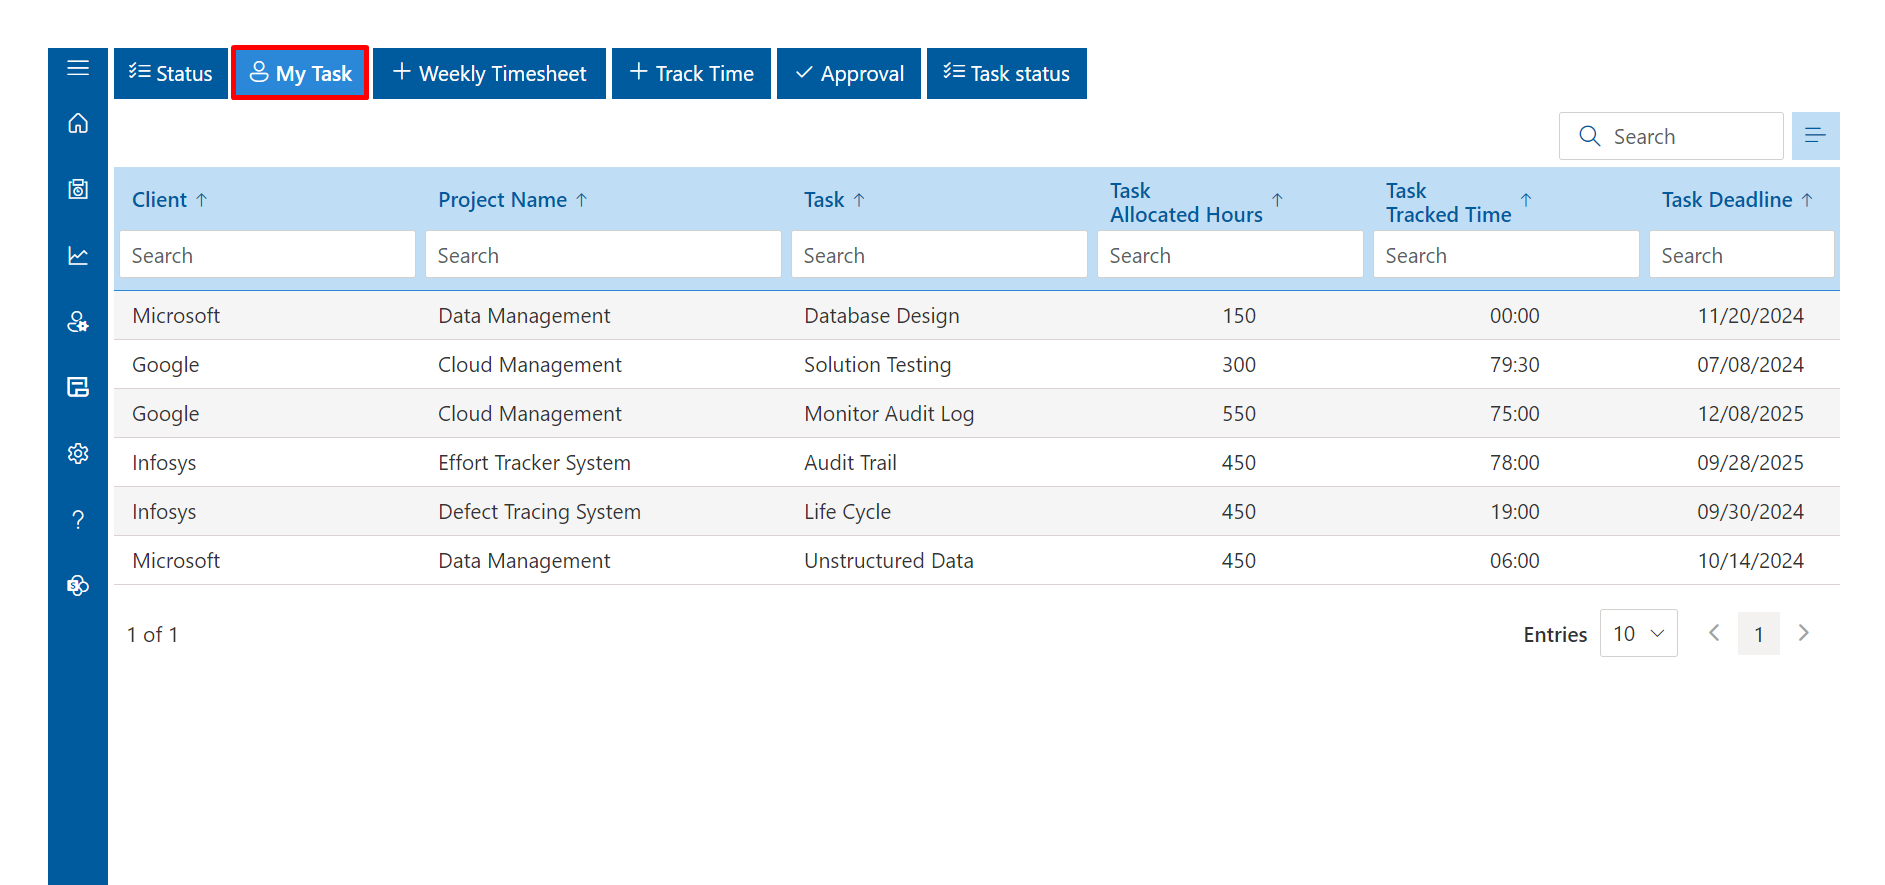 Status My Task Weekly Timesheet Track Time Approval Task status
Search
Client Project Name Task Task Allocated Hours Task Tracked Time Task Deadline
Search Search Search Search Search Search
Microsoft Data Management Database Design 150 00:00 11/20/2024
Google Cloud Management Solution Testing 300 79:30 07/08/2024
Google Cloud Management Monitor Audit Log 550 75:00 12/08/2025
Infosys Effort Tracker System Audit Trail 450 78:00 09/28/2025
Infosys Defect Tracing System Life Cycle 450 19:00 09/30/2024
Microsoft Data Management Unstructured Data 450 06:00 10/14/2024
1 of 1 Entries 10 1